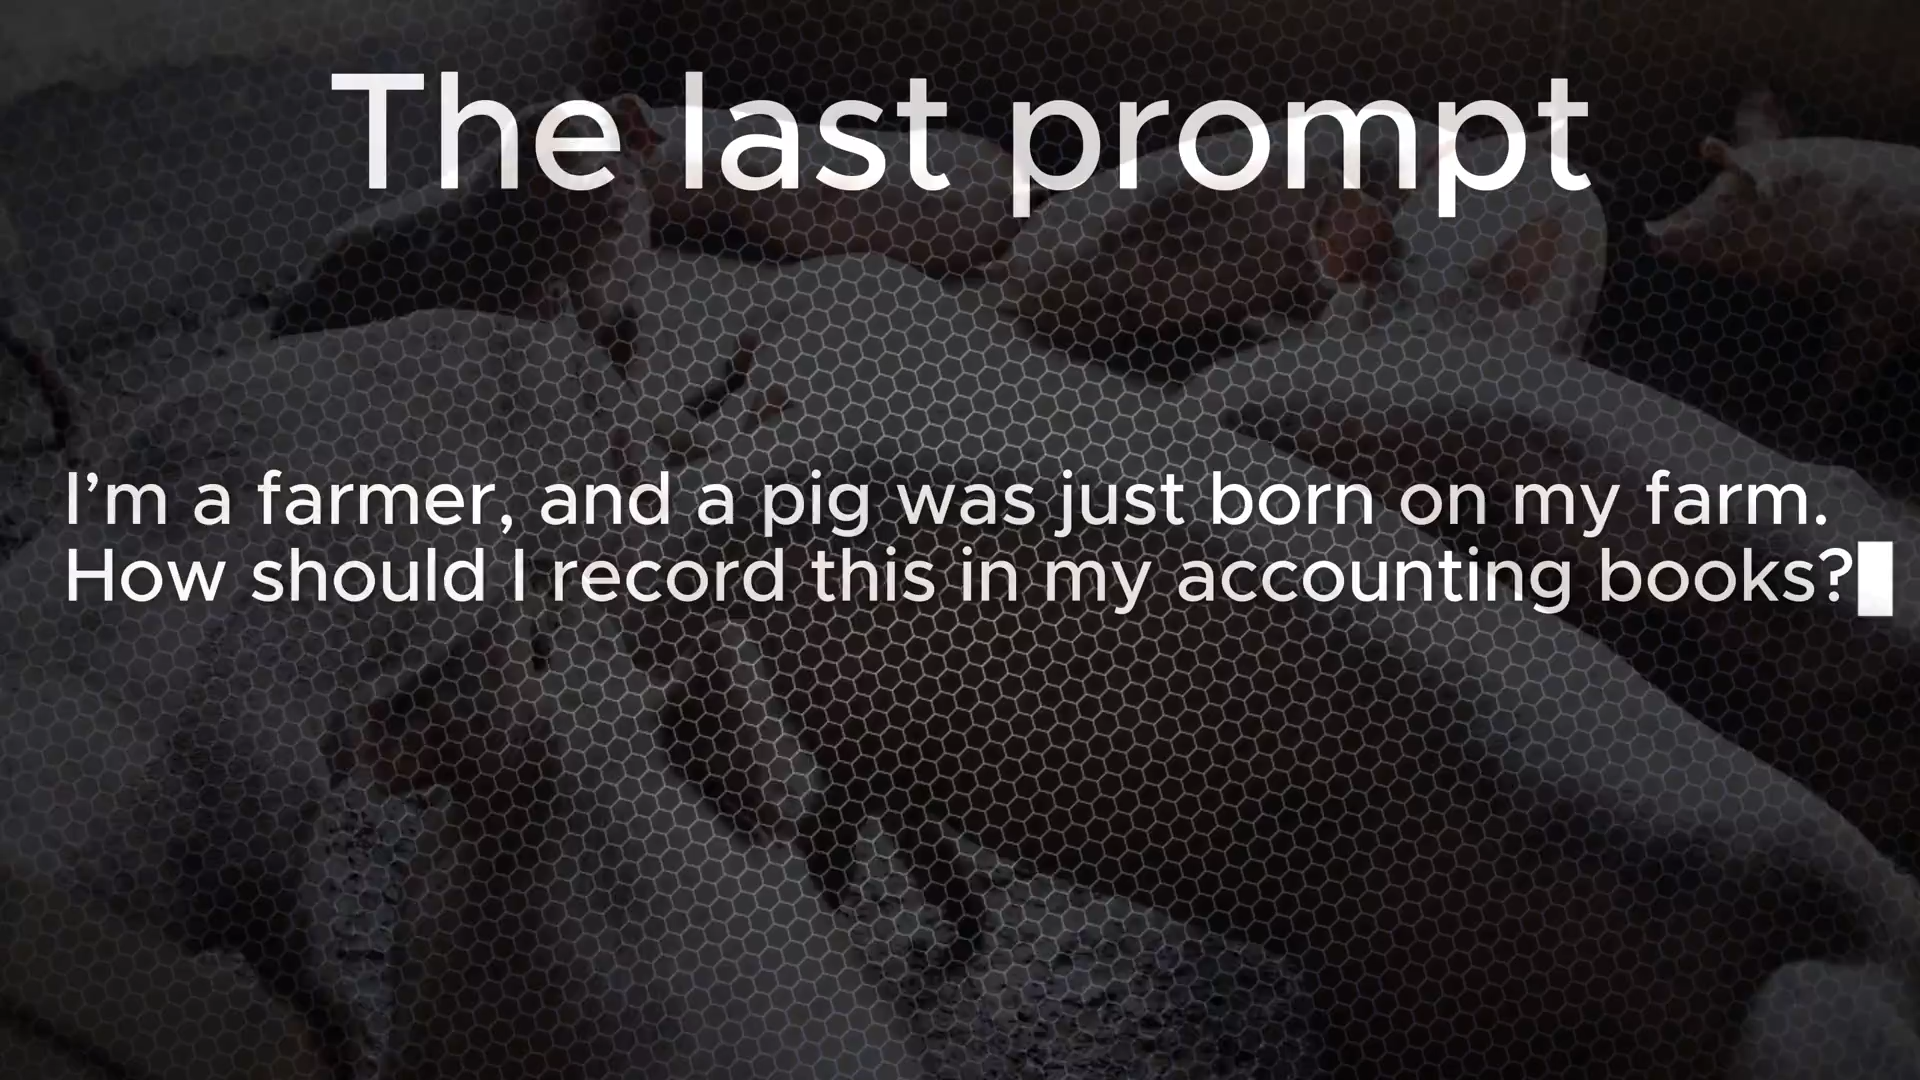 The last prompt
I’m a farmer, and a pig was just born on my farm.
How should I record this in my accounting books?